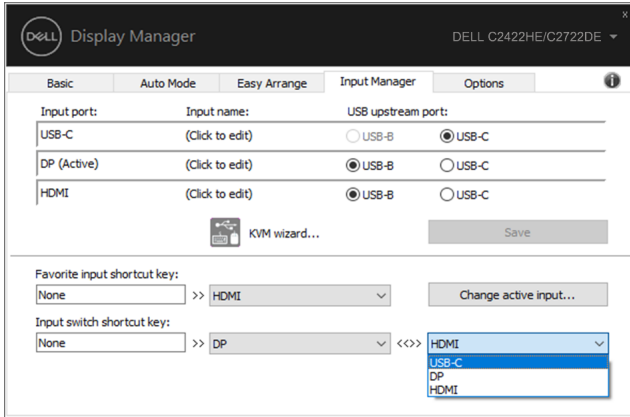 DELL Display Manager
x
DELL C2422HE/C2722DE
Basic Auto Mode Easy Arrange Input Manager Options i
Input port: Input name: USB upstream port:
USB-C (Click to edit) USB-B USB-C
DP (Active) (Click to edit) USB-B USB-C
HDMI (Click to edit) USB-B USB-C
KVM wizard... Save
Favorite input shortcut key:
None >> HDMI Change active input...
Input switch shortcut key:
None >> DP <<>> HDMI
USB-C
DP
HDMI